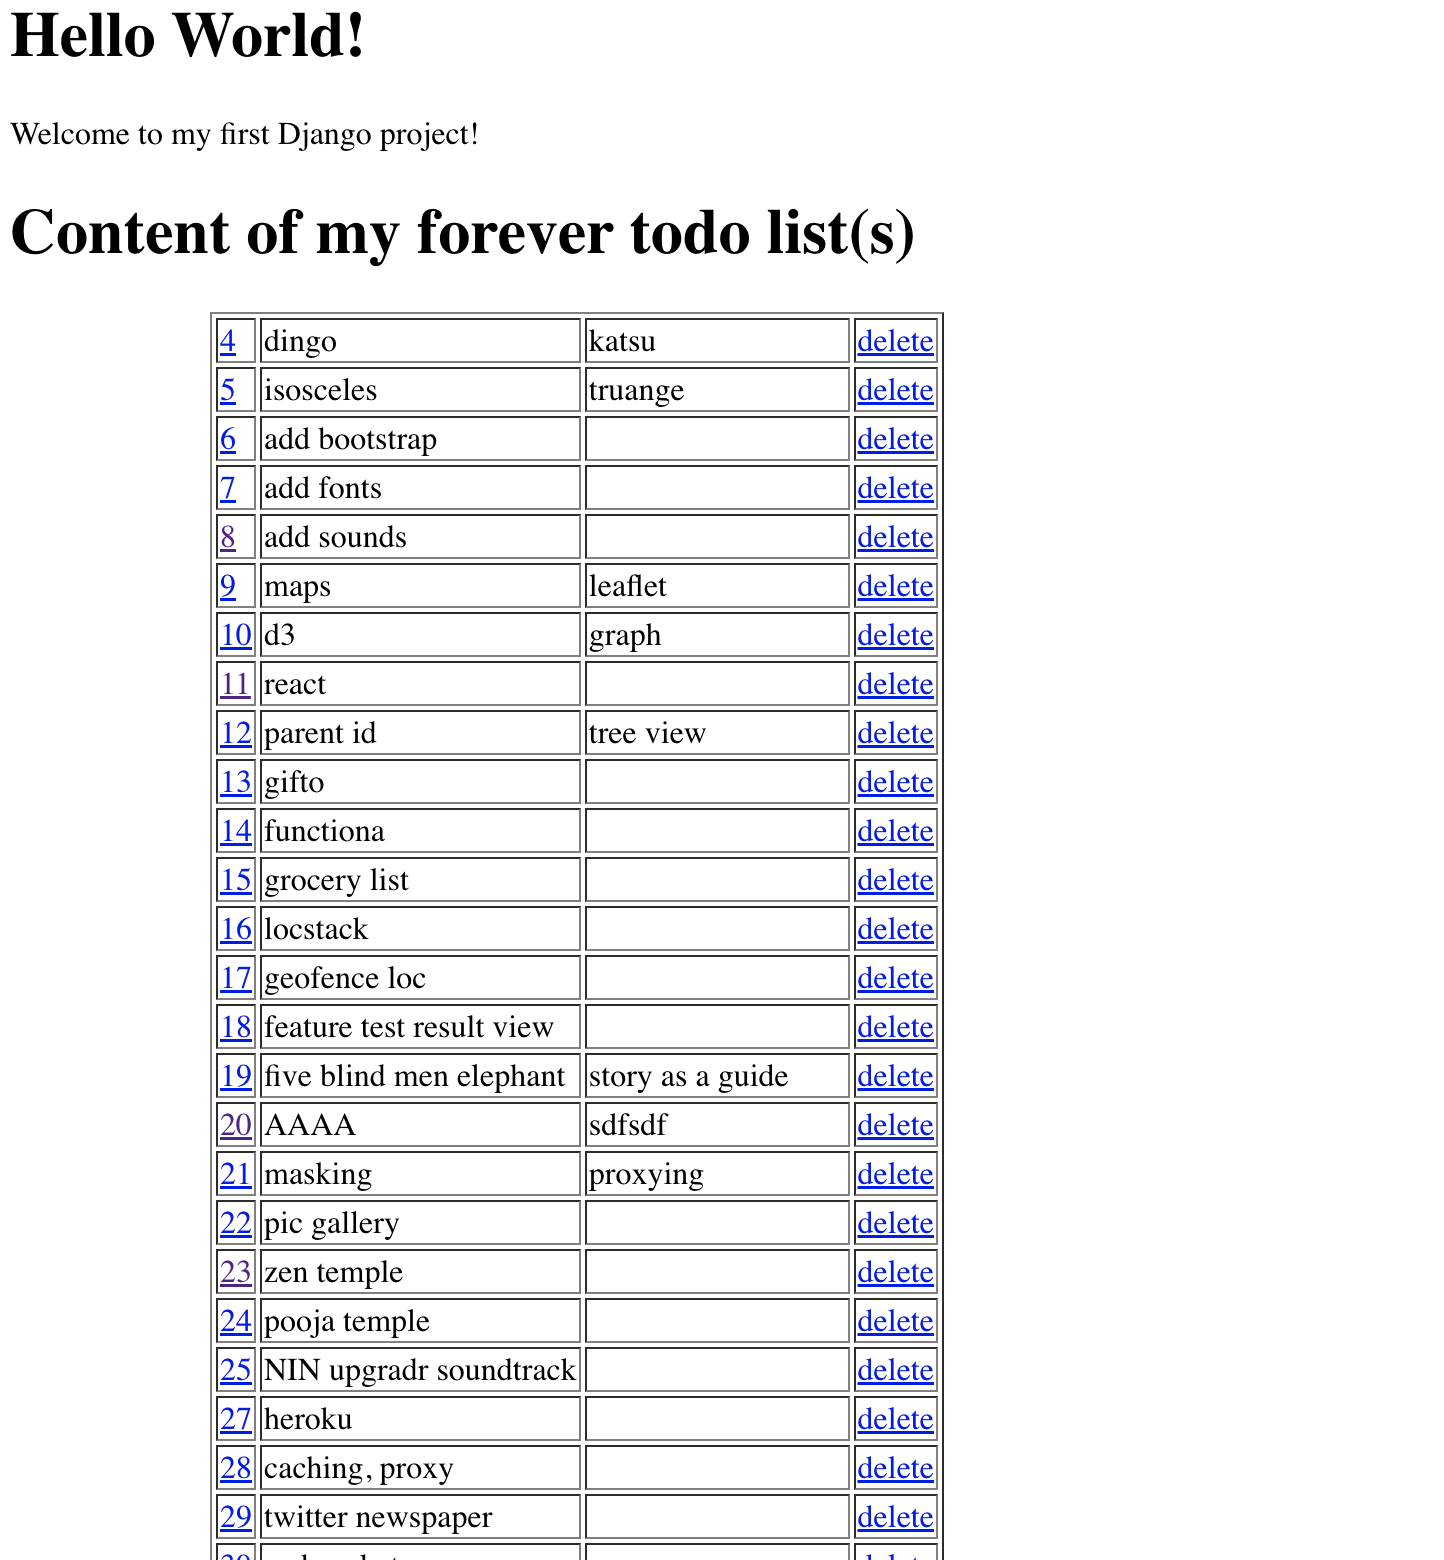 Hello World!
Welcome to my first Django project!
Content of my forever todo list(s)
4 dingo katsu delete
5 isosceles truange delete
6 add bootstrap delete
7 add fonts delete
8 add sounds delete
9 maps leaflet delete
10 d3 graph delete
11 react delete
12 parent id tree view delete
13 gifto delete
14 functiona delete
15 grocery list delete
16 locstack delete
17 geofence loc delete
18 feature test result view delete
19 five blind men elephant story as a guide delete
20 AAAA sdfsdf delete
21 masking proxying delete
22 pic gallery delete
23 zen temple delete
24 pooja temple delete
25 NIN upgradr soundtrack delete
27 heroku delete
28 caching, proxy delete
29 twitter newspaper delete